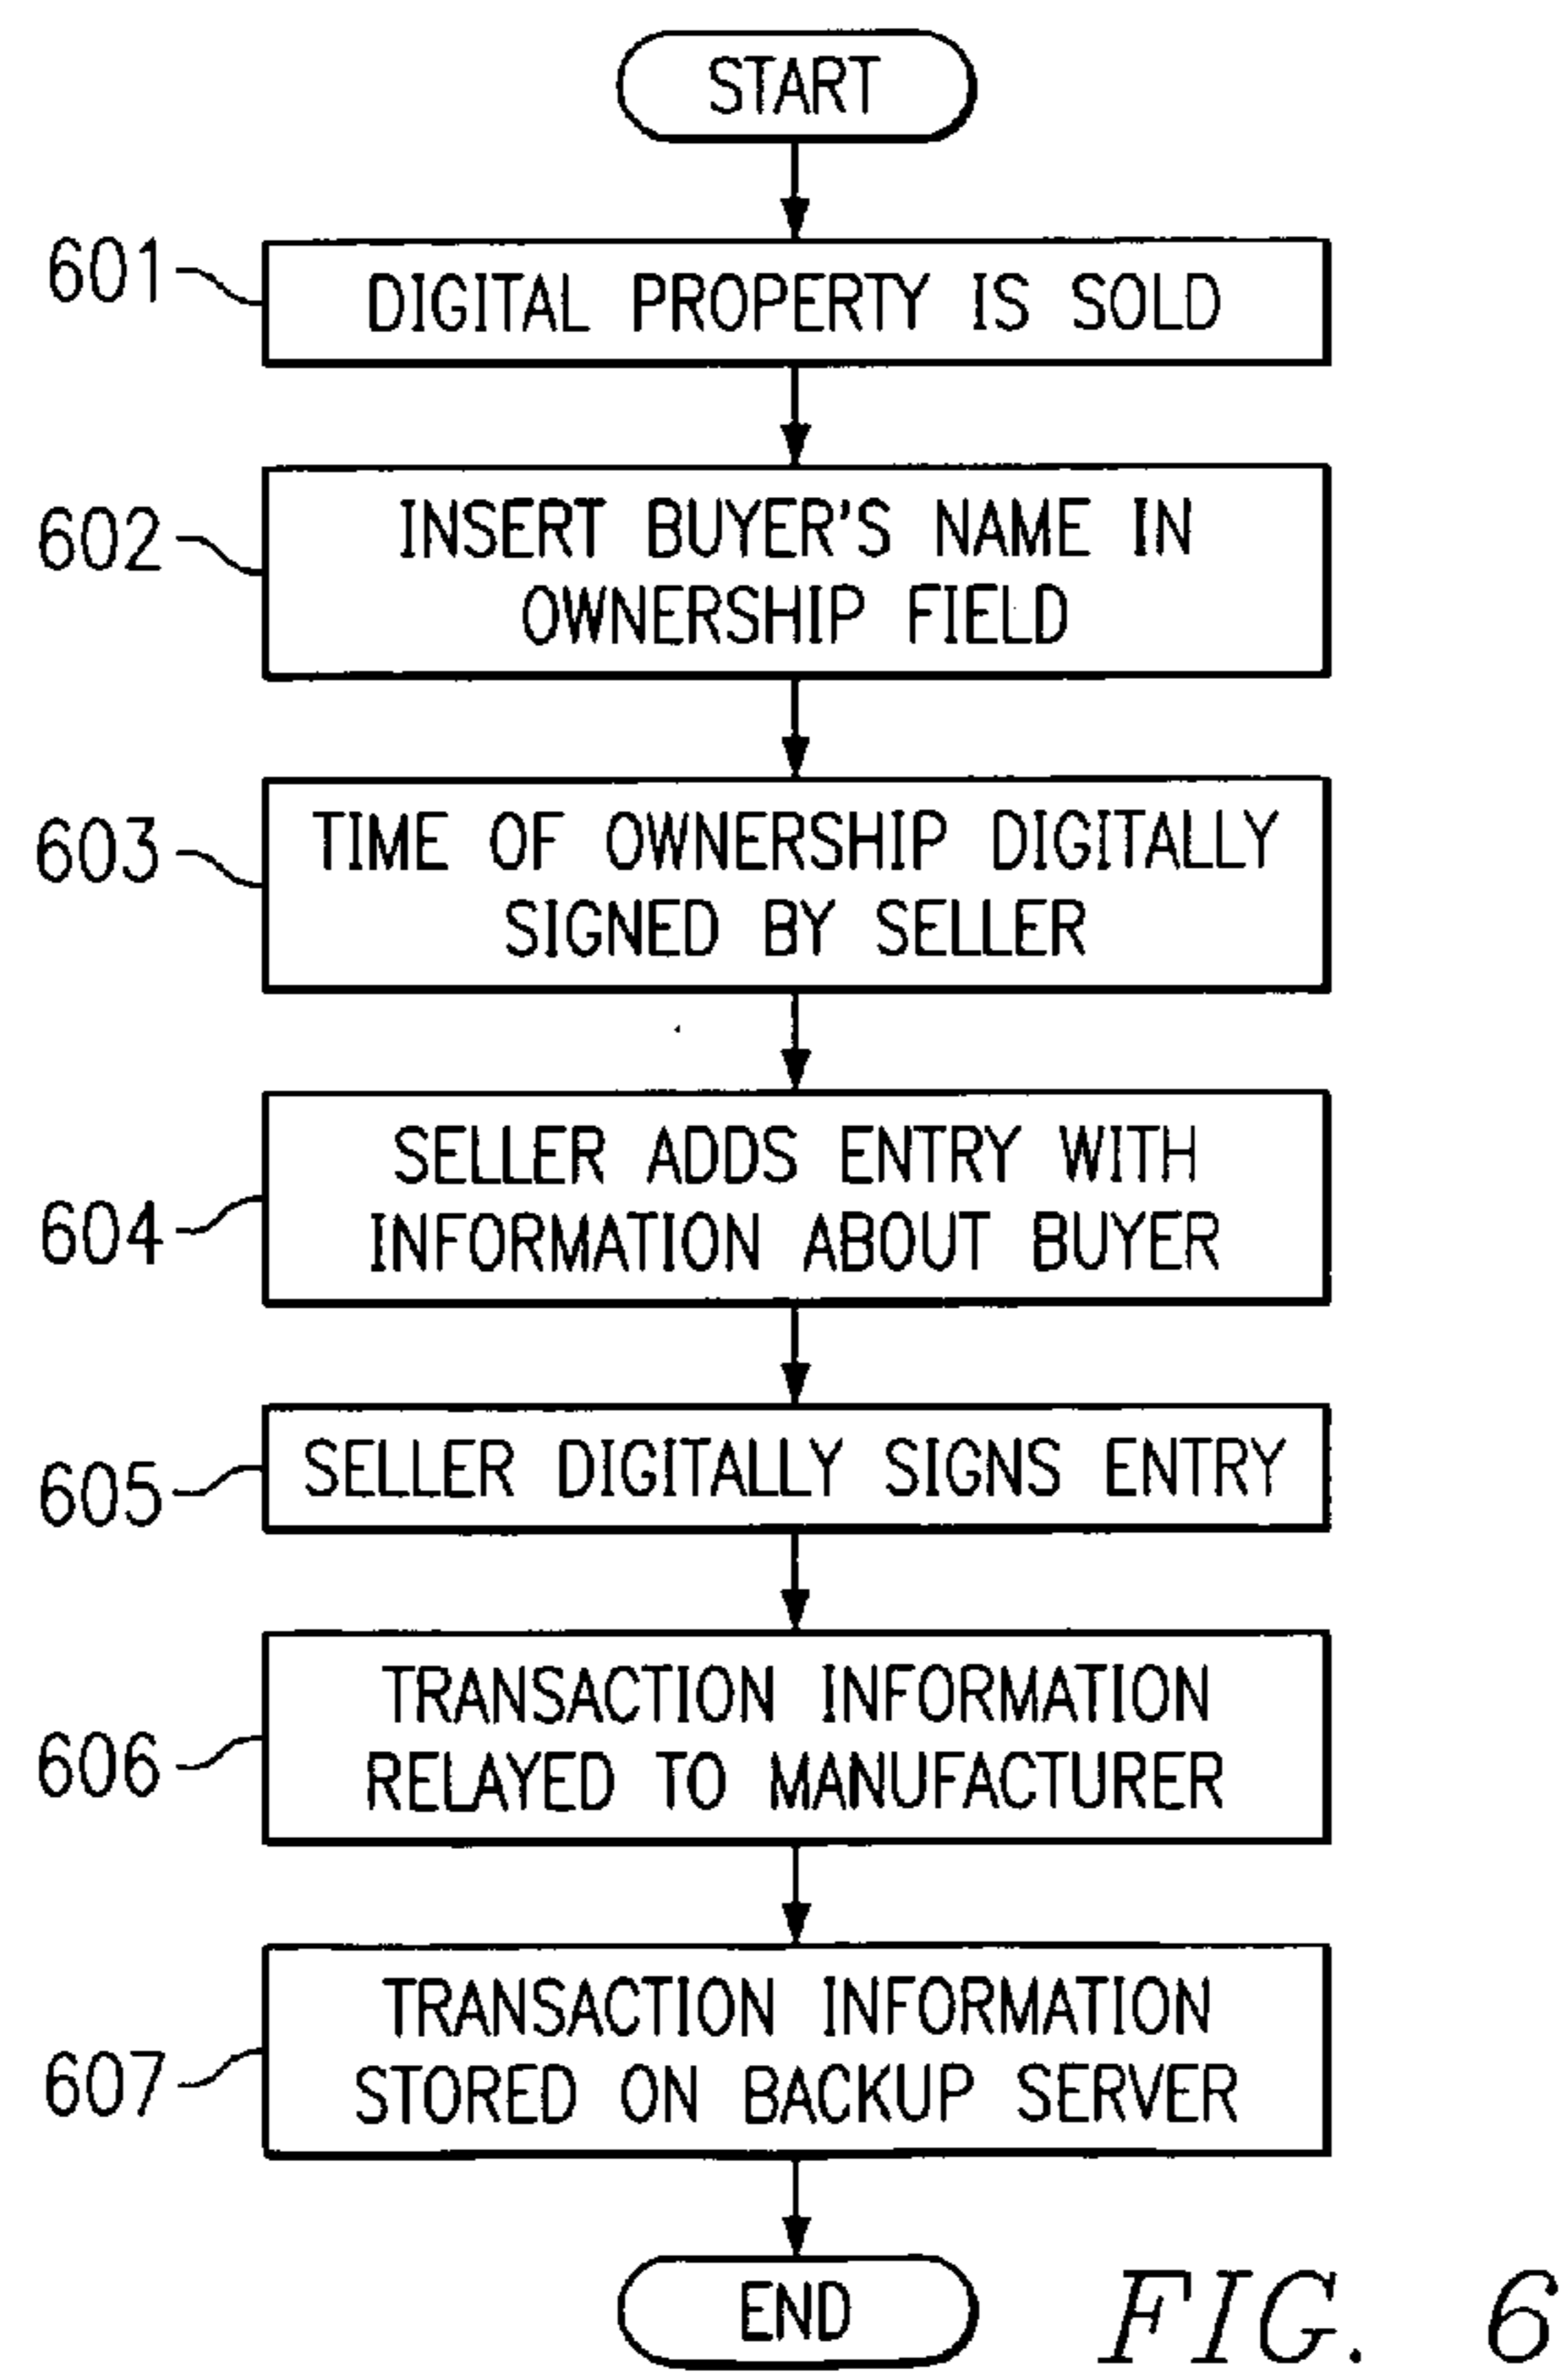 START
601
DIGITAL PROPERTY IS SOLD
602
INSERT BUYER'S NAME IN
OWNERSHIP FIELD
603
TIME OF OWNERSHIP DIGITALLY
SIGNED BY SELLER
604
SELLER ADDS ENTRY WITH
INFORMATION ABOUT BUYER
605
SELLER DIGITALLY SIGNS ENTRY
606
TRANSACTION INFORMATION
RELAYED TO MANUFACTURER
607
TRANSACTION INFORMATION
STORED ON BACKUP SERVER
END
FIG. 6